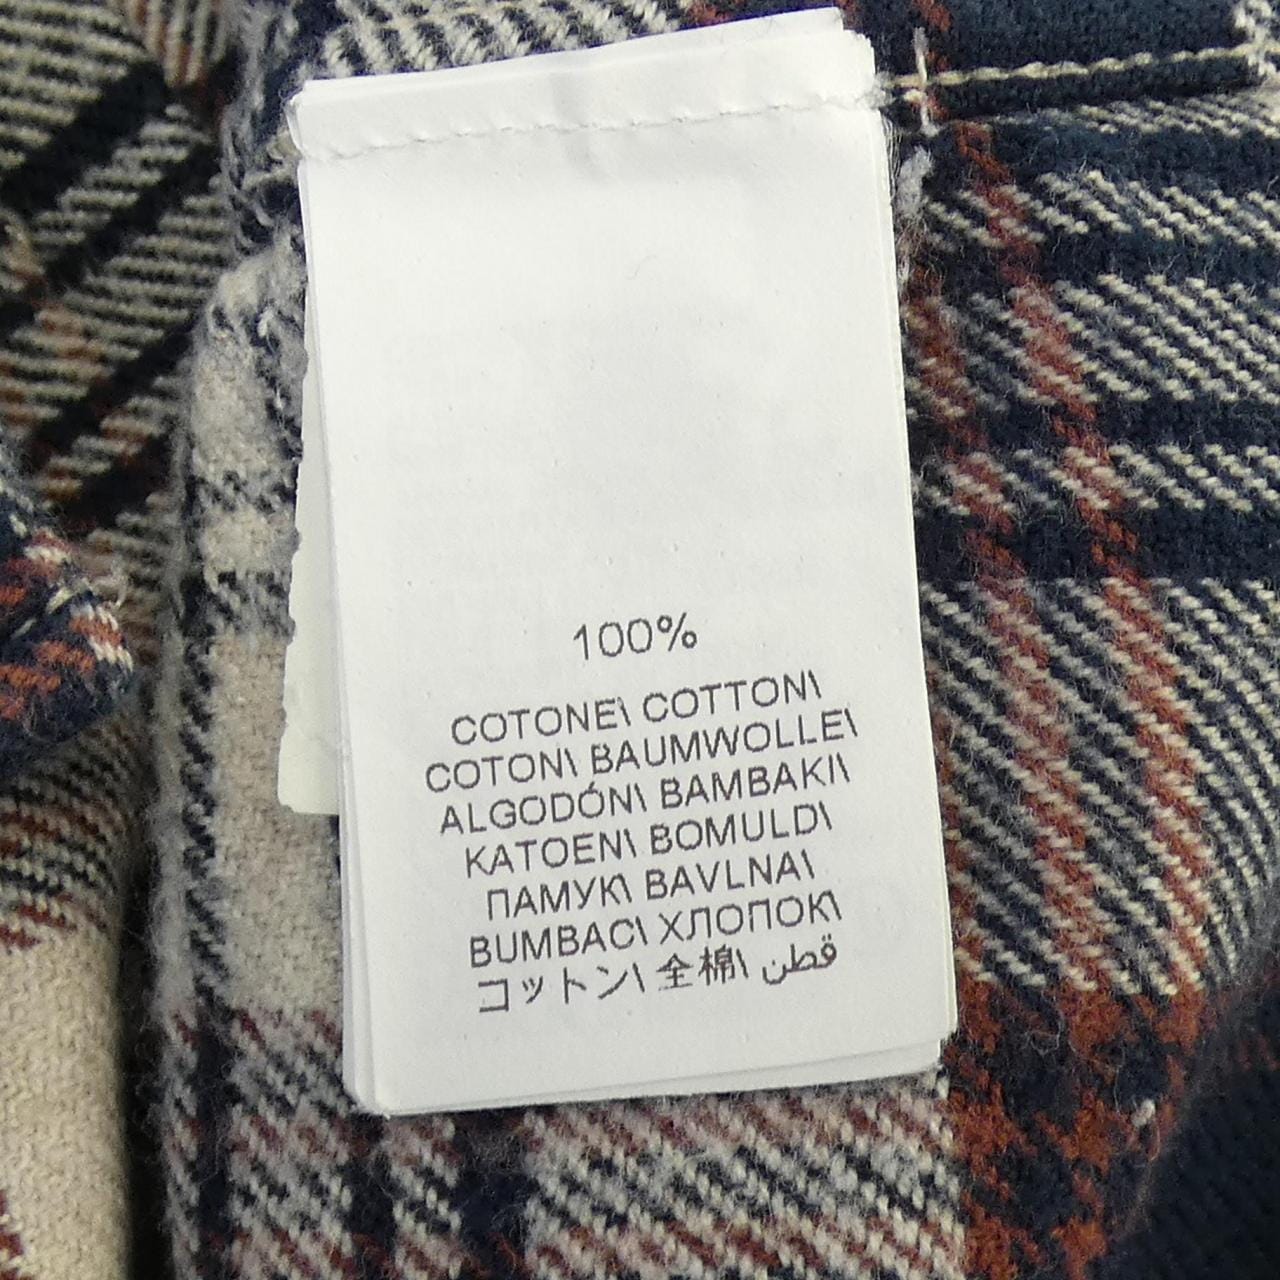 100%
COTONE\ COTTON\
COTON\ BAUMWOLLE\
ALGODÓN\ BAMBAKI\
KATOEN\ BOMULD\
ПАМУК\ BAVLNA\
BUMBAC\ ХЛОПОК\
コットン\ 全棉\ قطن